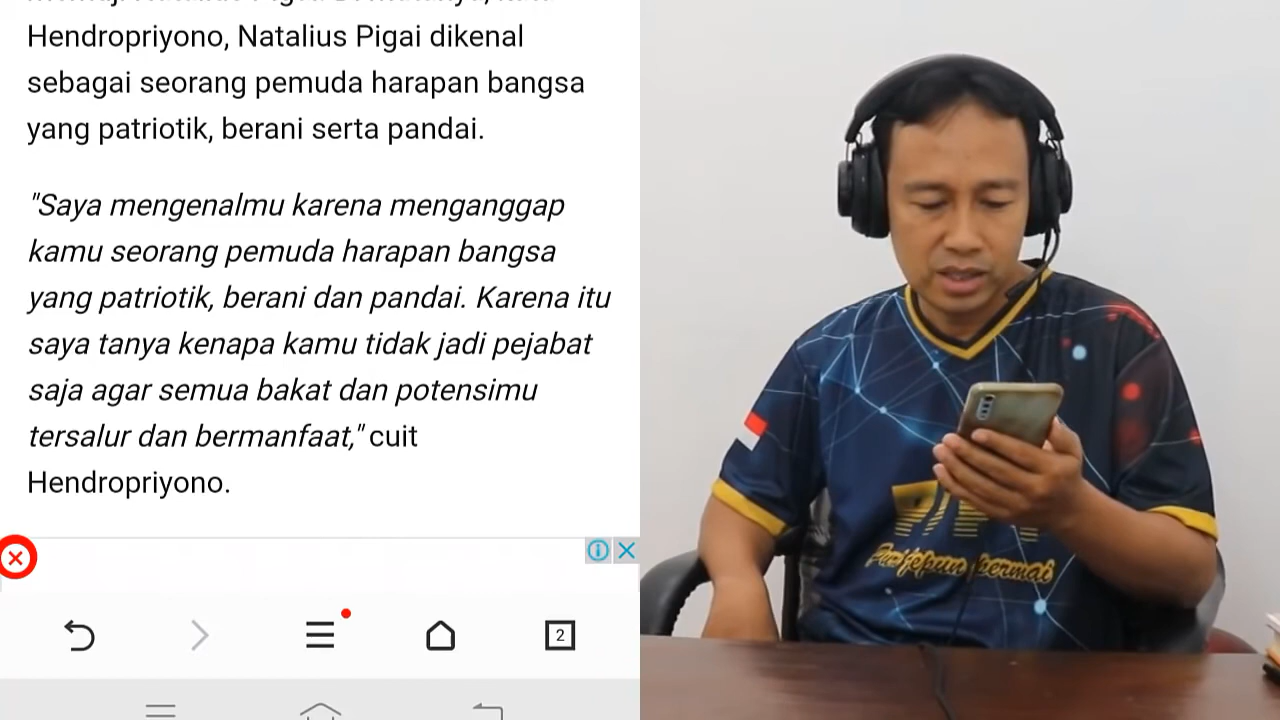 Hendropriyono, Natalius Pigai dikenal
sebagai seorang pemuda harapan bangsa
yang patriotik, berani serta pandai.
"Saya mengenalmu karena menganggap
kamu seorang pemuda harapan bangsa
yang patriotik, berani dan pandai. Karena itu
saya tanya kenapa kamu tidak jadi pejabat
saja agar semua bakat dan potensimu
tersalur dan bermanfaat," cuit
Hendropriyono.
2